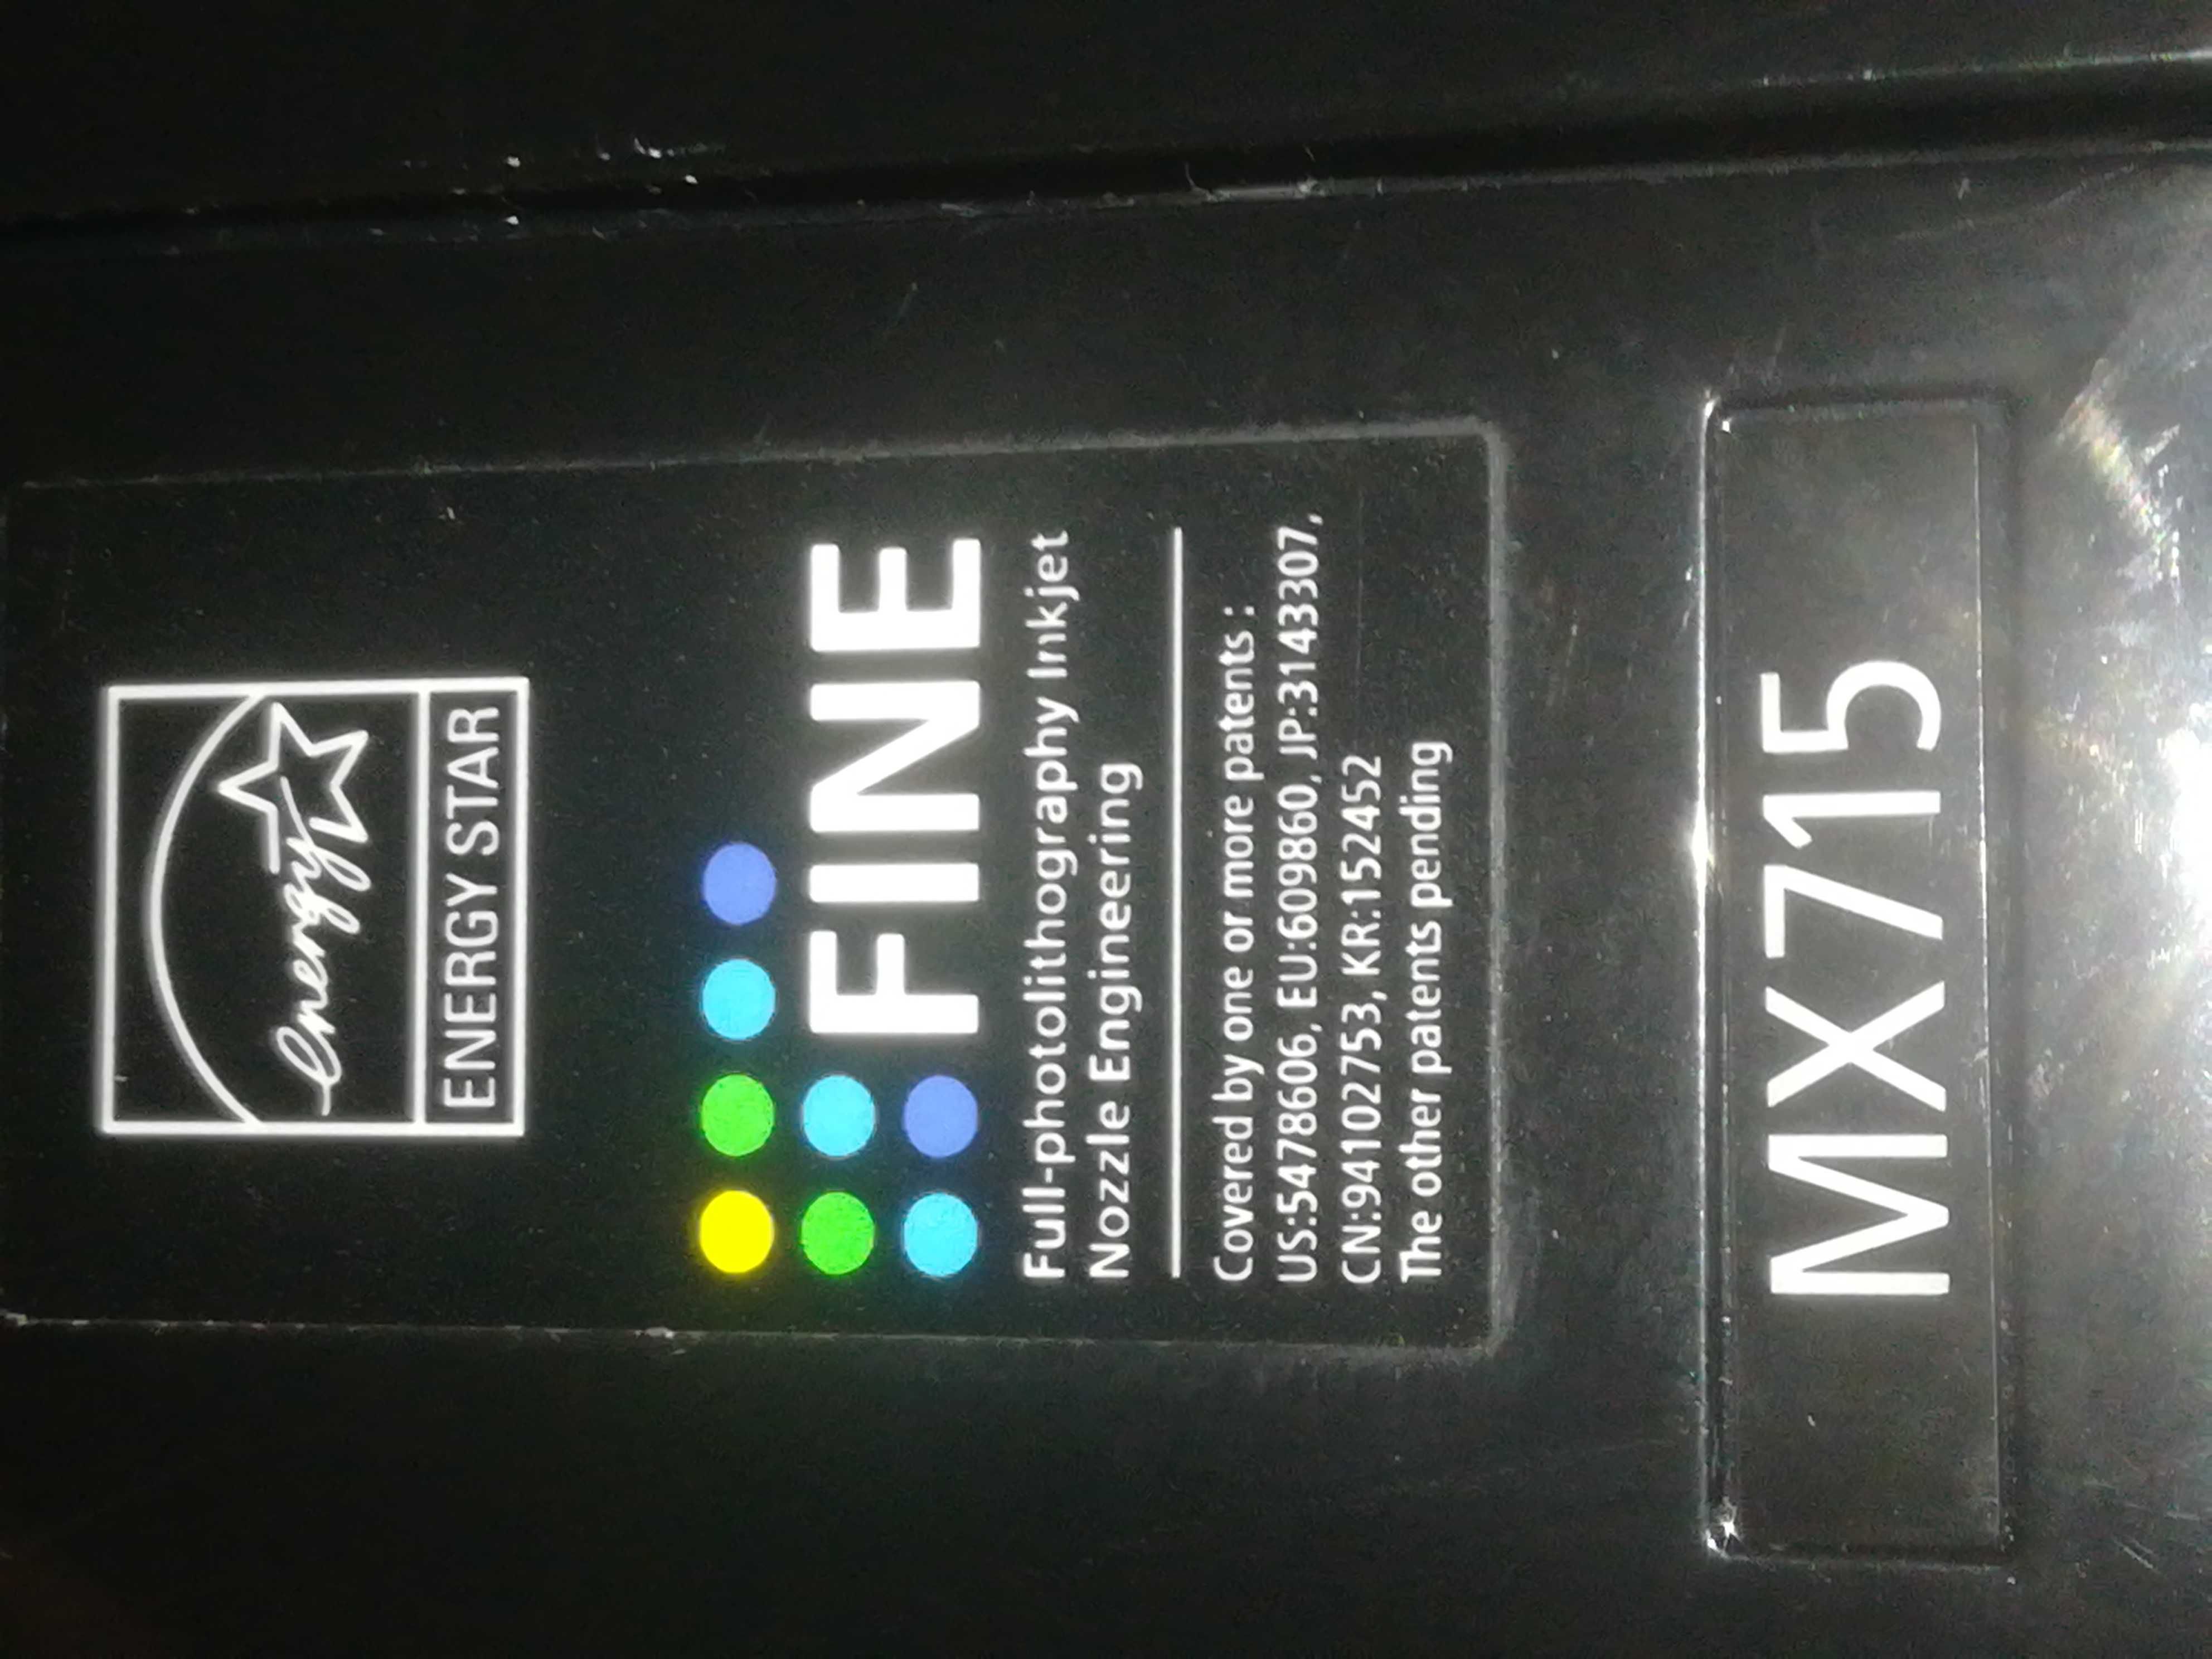 energy
ENERGY STAR
FINE
Full-photolithography Inkjet
Nozzle Engineering
Covered by one or more patents :
US:5478606, EU:609860, JP:3143307,
CN:94102753, KR:152452
The other patents pending
MX715